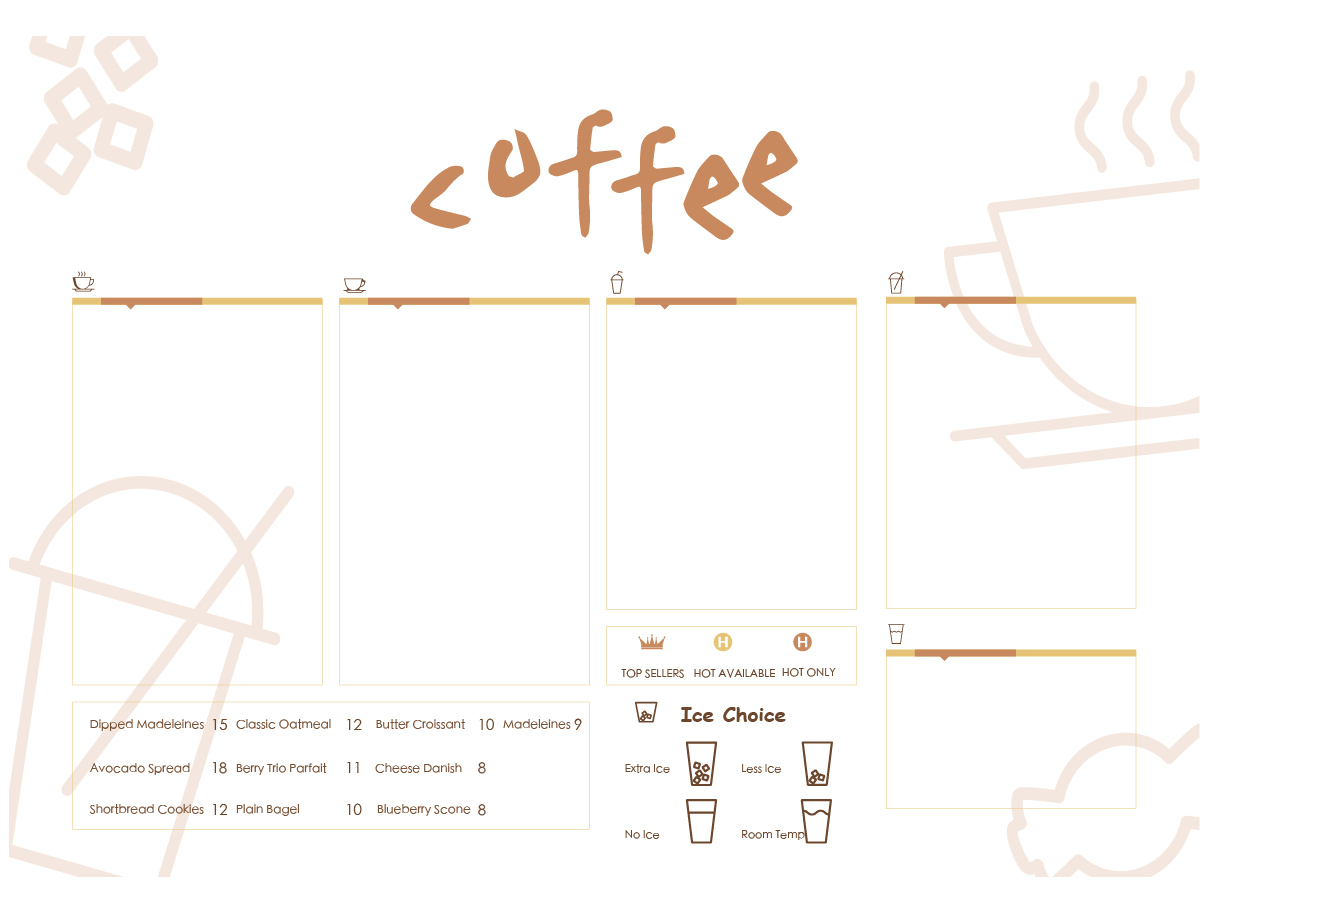 coffee
H H
TOP SELLERS HOT AVAILABLE HOT ONLY
Dipped Madeleines 15 Classic Oatmeal 12 Butter Croissant 10 Madeleines 9
Avocado Spread 18 Berry Trio Parfait 11 Cheese Danish 8
Shortbread Cookies 12 Plain Bagel 10 Blueberry Scone 8
Ice Choice
Extra Ice Less Ice
No Ice Room Temp